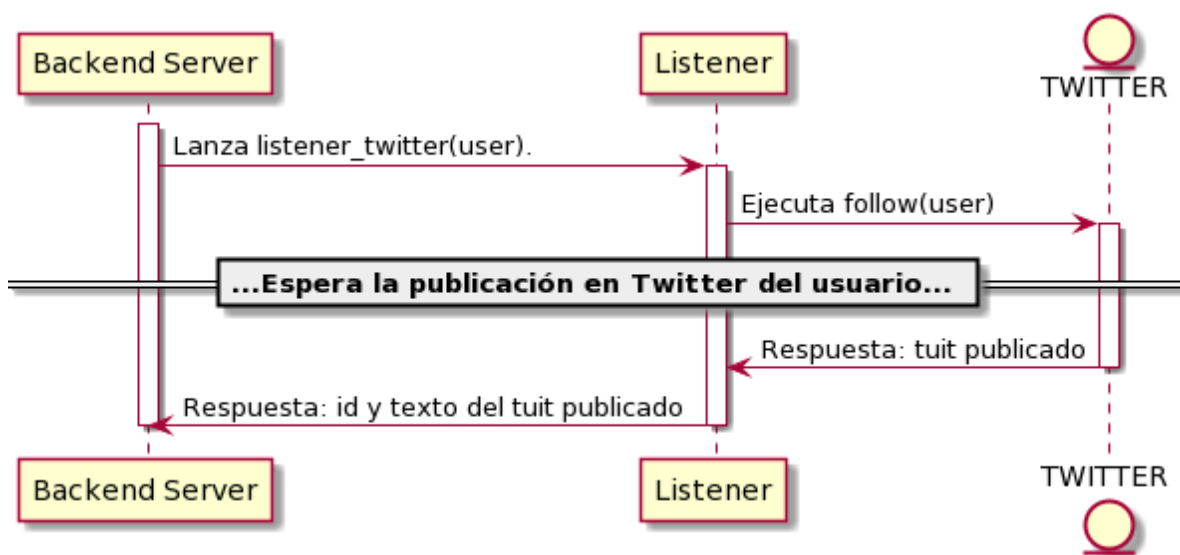 Backend Server
Listener
TWITTER
Lanza listener_twitter(user).
Ejecuta follow(user)
...Espera la publicación en Twitter del usuario...
Respuesta: tuit publicado
Respuesta: id y texto del tuit publicado
Backend Server
Listener
TWITTER